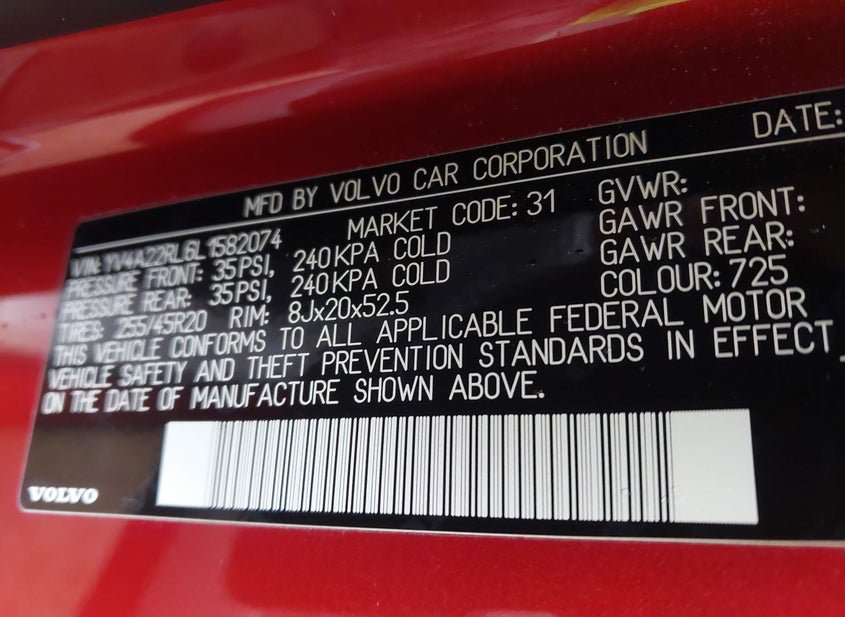 DATE:
MFD BY VOLVO CAR CORPORATION
VIN: YV4A22RL6L1582074 MARKET CODE: 31 GVWR:
PRESSURE FRONT: 35PSI, 240KPA COLD GAWR FRONT:
PRESSURE REAR: 35PSI, 240KPA COLD GAWR REAR:
TIRES: 255/45R20 RIM: 8Jx20x52.5 COLOUR: 725
THIS VEHICLE CONFORMS TO ALL APPLICABLE FEDERAL MOTOR
VEHICLE SAFETY AND THEFT PREVENTION STANDARDS IN EFFECT
ON THE DATE OF MANUFACTURE SHOWN ABOVE.
VOLVO